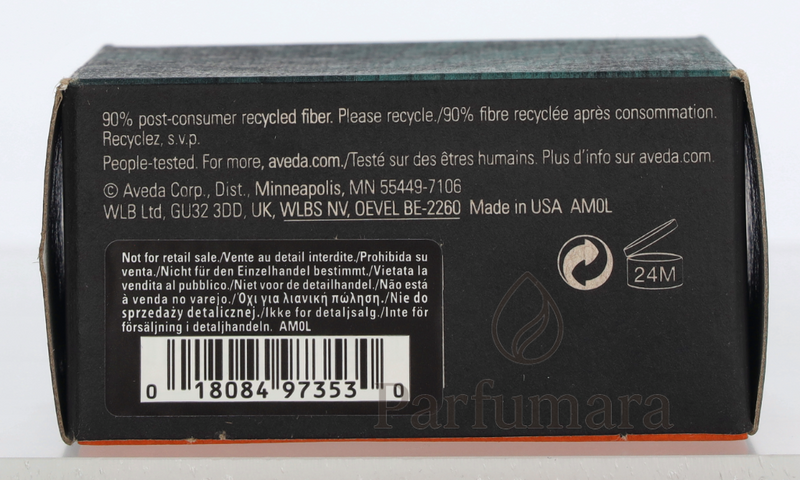 90% post-consumer recycled fiber. Please recycle./90% fibre recyclée après consommation.
Recyclez, s.v.p.
People-tested. For more, aveda.com./Testé sur des êtres humains. Plus d'info sur aveda.com.
© Aveda Corp., Dist., Minneapolis, MN 55449-7106
WLB Ltd, GU32 3DD, UK, WLBS NV, OEVEL BE-2260 Made in USA AM0L
Not for retail sale./Vente au detail interdite./Prohibida su
venta./Nicht für den Einzelhandel bestimmt./Vietata la
vendita al pubblico./Niet voor de detailhandel./Não está
à venda no varejo./Όχι για λιανική πώληση./Nie do
sprzedaży detalicznej./Ikke for detaljsalg./Inte för
försäljning i detaljhandeln. AM0L
24M
0 18084 97353 0
Parfumara